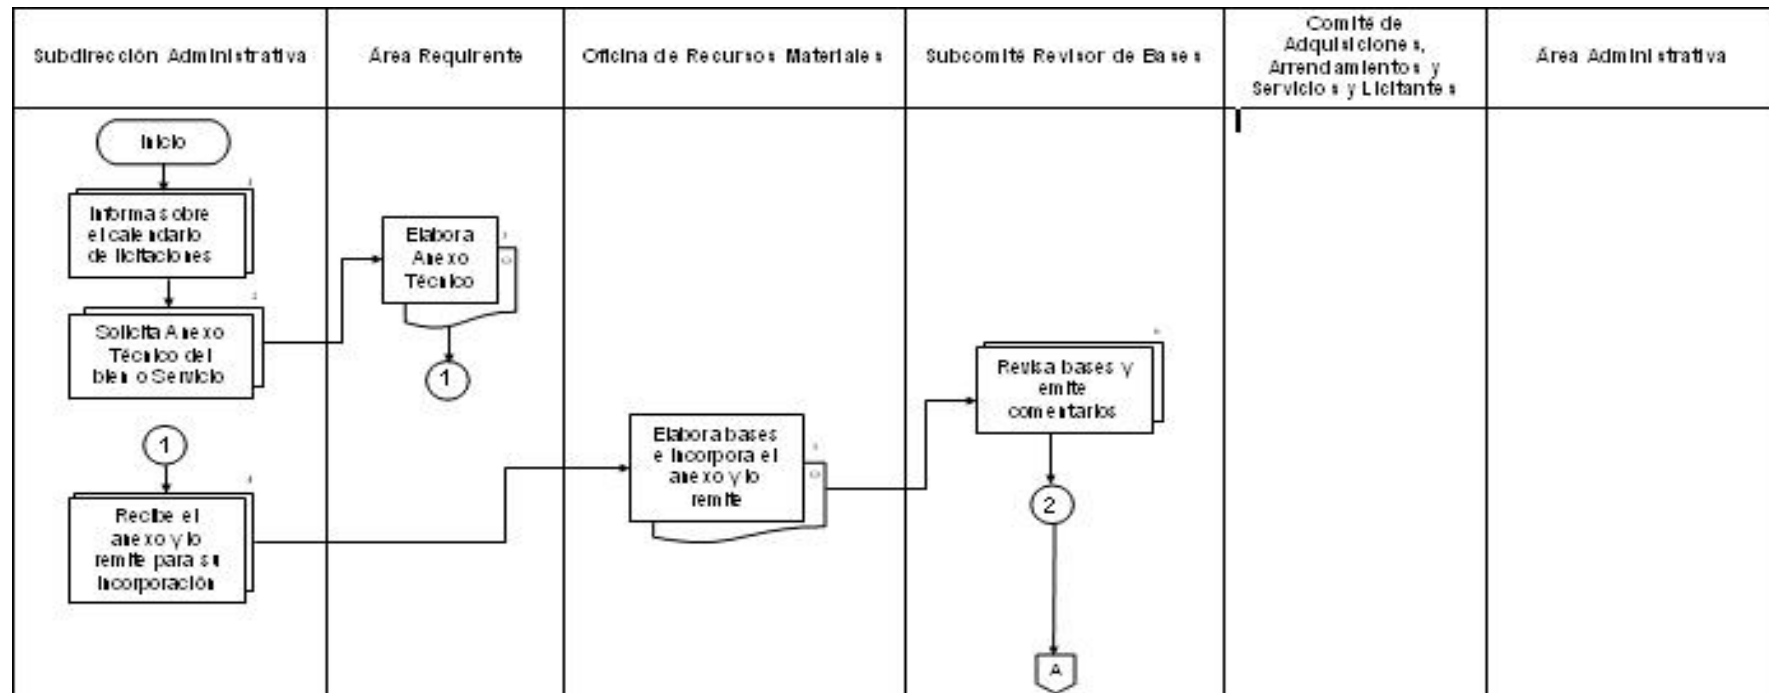 Subdirección Administrativa
Área Requirente
Oficina de Recursos Materiales
Subcomité Revisor de Bases
Comité de
Adquisiciones,
Arrendamientos y
Servicios y Licitantes
Área Administrativa
Inicio
Informa sobre
el calendario
de licitaciones
Solicita Anexo
Técnico del
bien o Servicio
1
Recibe el
anexo y lo
remite para su
incorporación
Elabora
Anexo
Técnico
1
Elabora bases
e incorpora el
anexo y lo
remite
Revisa bases y
emite
comentarios
2
A